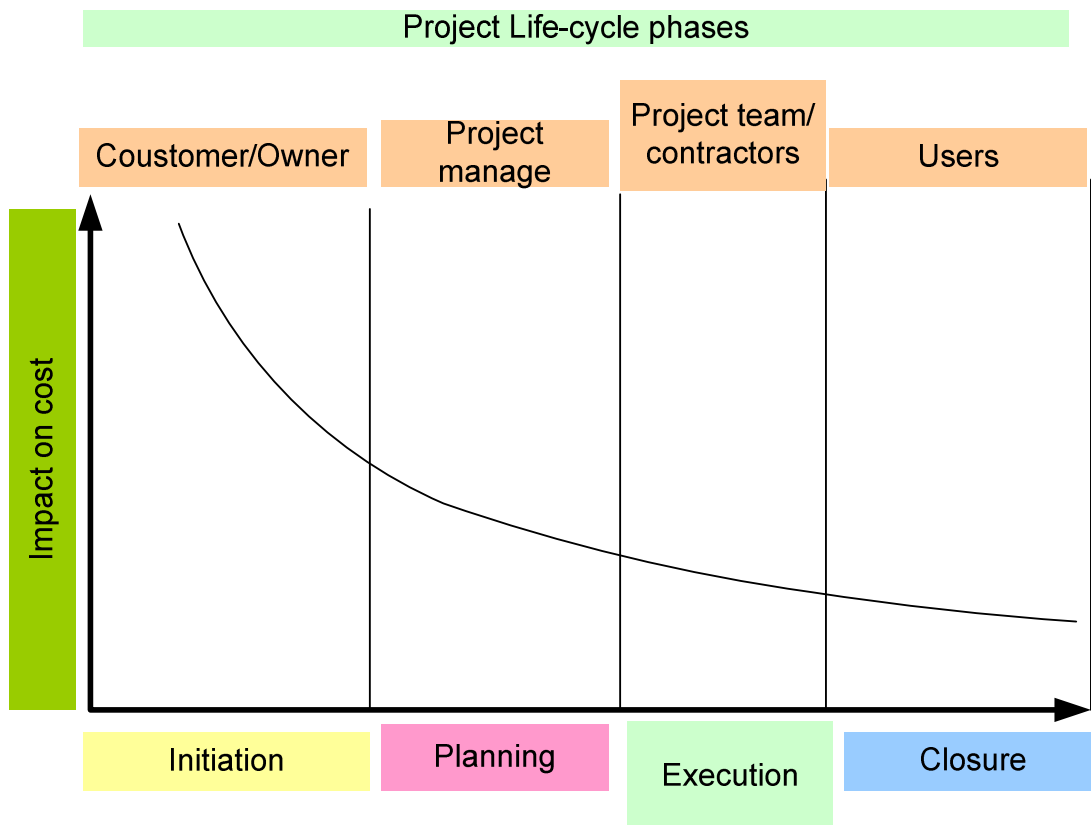 Project Life-cycle phases
Coustomer/Owner
Project
manage
Project team/
contractors
Users
Impact on cost
Initiation
Planning
Execution
Closure